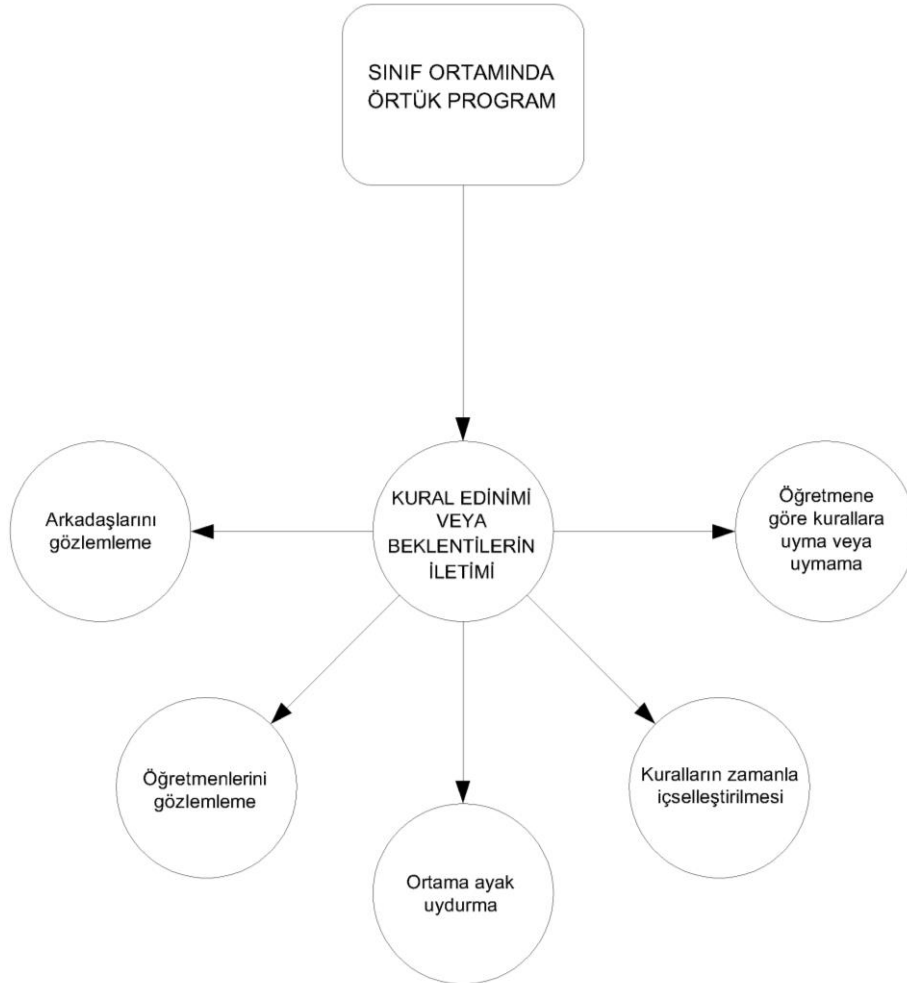 SINIF ORTAMINDA
ÖRTÜK PROGRAM
KURAL EDİNİMİ
VEYA
BEKLENTİLERİN
İLETİMİ
Arkadaşlarını
gözlemleme
Öğretmene
göre kurallara
uyma veya
uymama
Öğretmenlerini
gözlemleme
Kuralların zamanla
içselleştirilmesi
Ortama ayak
uydurma